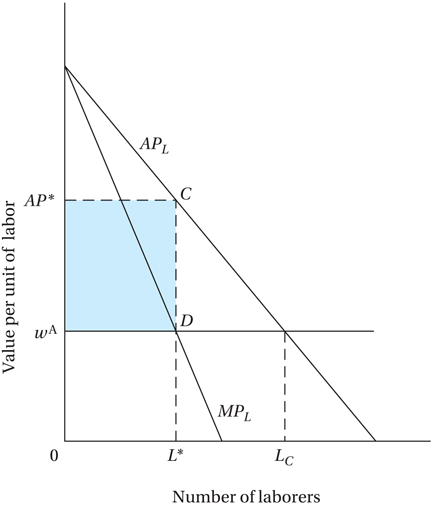 AP_L
AP*
C
Value per unit of labor
D
w^A
MP_L
0
L*
L_C
Number of laborers